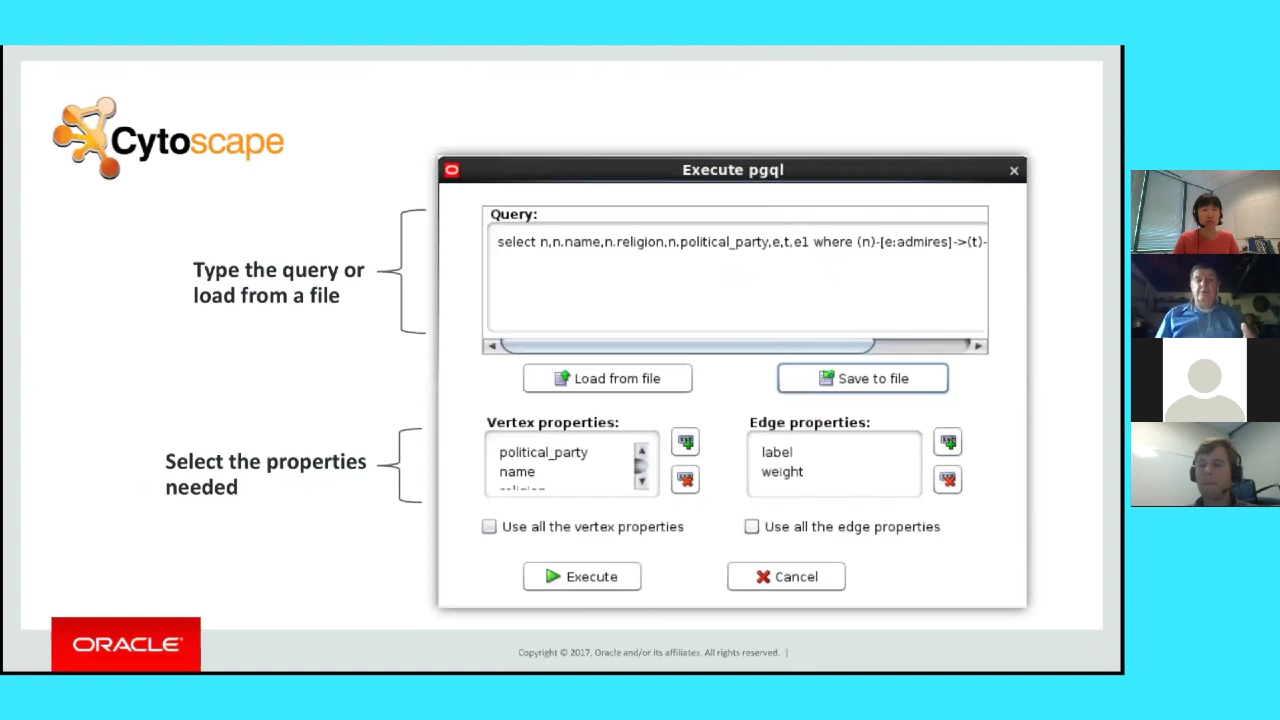 Cytoscape
Type the query or
load from a file
Select the properties
needed
Execute pgql
Query:
select n,n.name,n.religion,n.political_party,e,t,e1 where (n)-[e:admires]->(t)-
Load from file
Save to file
Vertex properties:
Edge properties:
political_party
name
religion
label
weight
Use all the vertex properties
Use all the edge properties
Execute
Cancel
ORACLE
Copyright © 2017, Oracle and/or its affiliates. All rights reserved. |